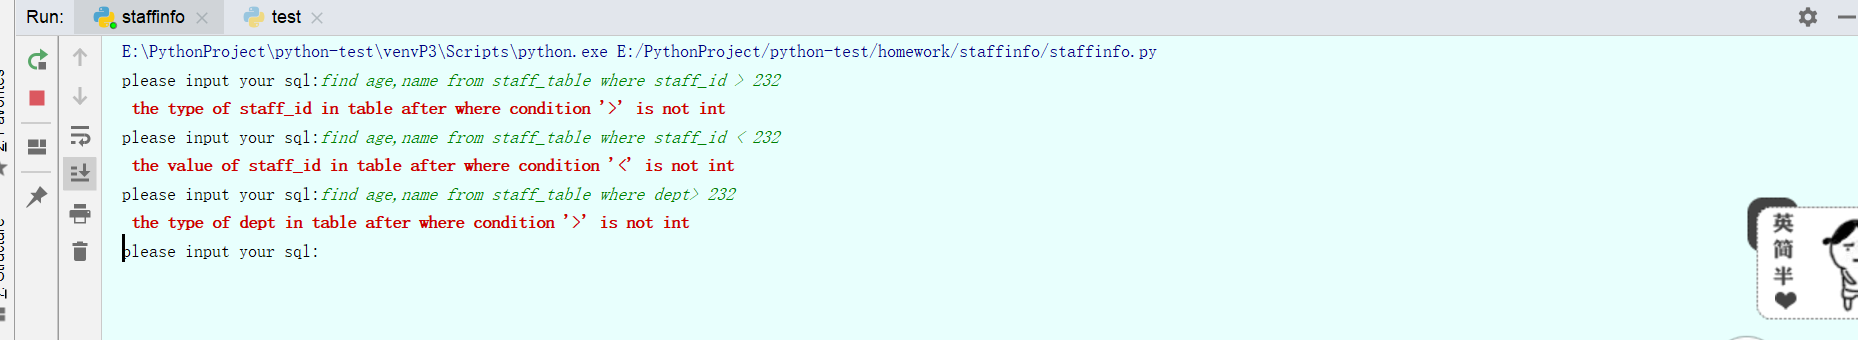 Run: staffinfo test
E:\PythonProject\python-test\venvP3\Scripts\python.exe E:/PythonProject/python-test/homework/staffinfo/staffinfo.py
please input your sql:find age,name from staff_table where staff_id > 232
the type of staff_id in table after where condition '>' is not int
please input your sql:find age,name from staff_table where staff_id < 232
the value of staff_id in table after where condition '<' is not int
please input your sql:find age,name from staff_table where dept> 232
the type of dept in table after where condition '>' is not int
please input your sql:
英
简
半